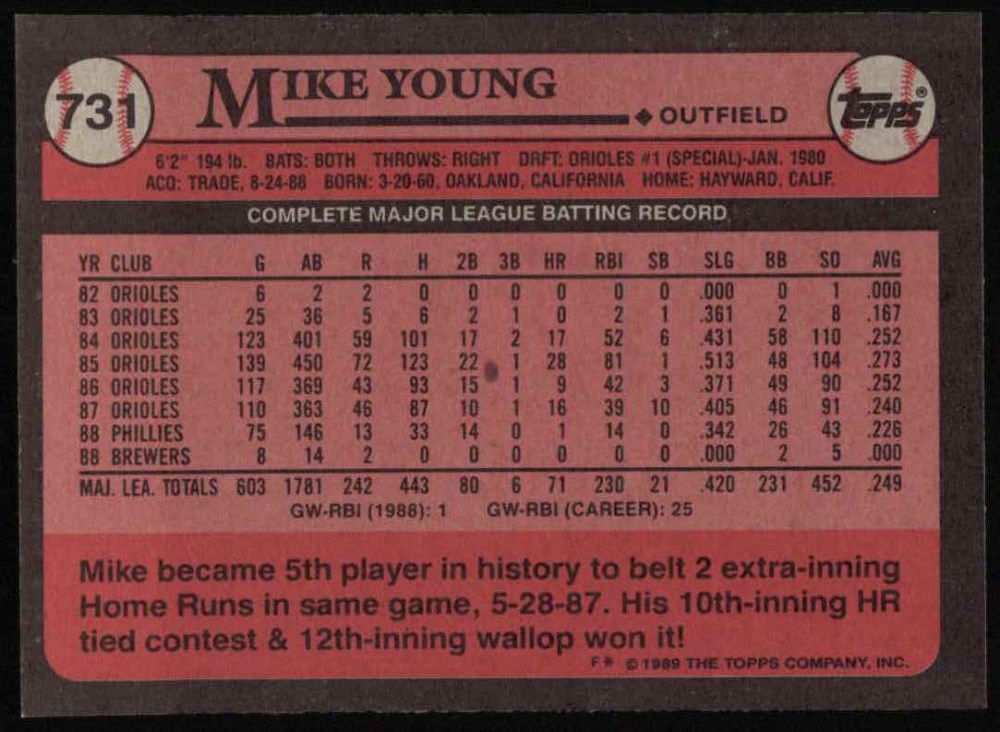 731 MIKE YOUNG ◆ OUTFIELD TOPPS®
6'2" 194 lb. BATS: BOTH THROWS: RIGHT DRFT: ORIOLES #1 (SPECIAL)-JAN. 1980
ACQ: TRADE, 8-24-88 BORN: 3-20-60, OAKLAND, CALIFORNIA HOME: HAYWARD, CALIF.
COMPLETE MAJOR LEAGUE BATTING RECORD
YR CLUB G AB R H 2B 3B HR RBI SB SLG BB SO AVG
82 ORIOLES 6 2 2 0 0 0 0 0 0 .000 0 1 .000
83 ORIOLES 25 36 5 6 2 1 0 2 1 .361 2 8 .167
84 ORIOLES 123 401 59 101 17 2 17 52 6 .431 58 110 .252
85 ORIOLES 139 450 72 123 22 1 28 81 1 .513 48 104 .273
86 ORIOLES 117 369 43 93 15 1 9 42 3 .371 49 90 .252
87 ORIOLES 110 363 46 87 10 1 16 39 10 .405 46 91 .240
88 PHILLIES 75 146 13 33 14 0 1 14 0 .342 26 43 .226
88 BREWERS 8 14 2 0 0 0 0 0 0 .000 2 5 .000
MAJ. LEA. TOTALS 603 1781 242 443 80 6 71 230 21 .420 231 452 .249
GW-RBI (1988): 1 GW-RBI (CAREER): 25
Mike became 5th player in history to belt 2 extra-inning
Home Runs in same game, 5-28-87. His 10th-inning HR
tied contest & 12th-inning wallop won it!
F* © 1989 THE TOPPS COMPANY, INC.